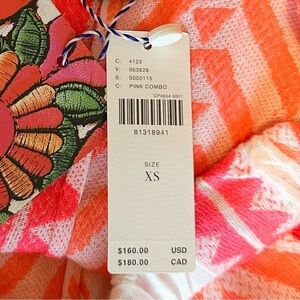 C: 4123
V: 063828
S: 0000115
C: PINK COMBO
CP4604 0001
81318941
SIZE
XS
$160.00 USD
$180.00 CAD